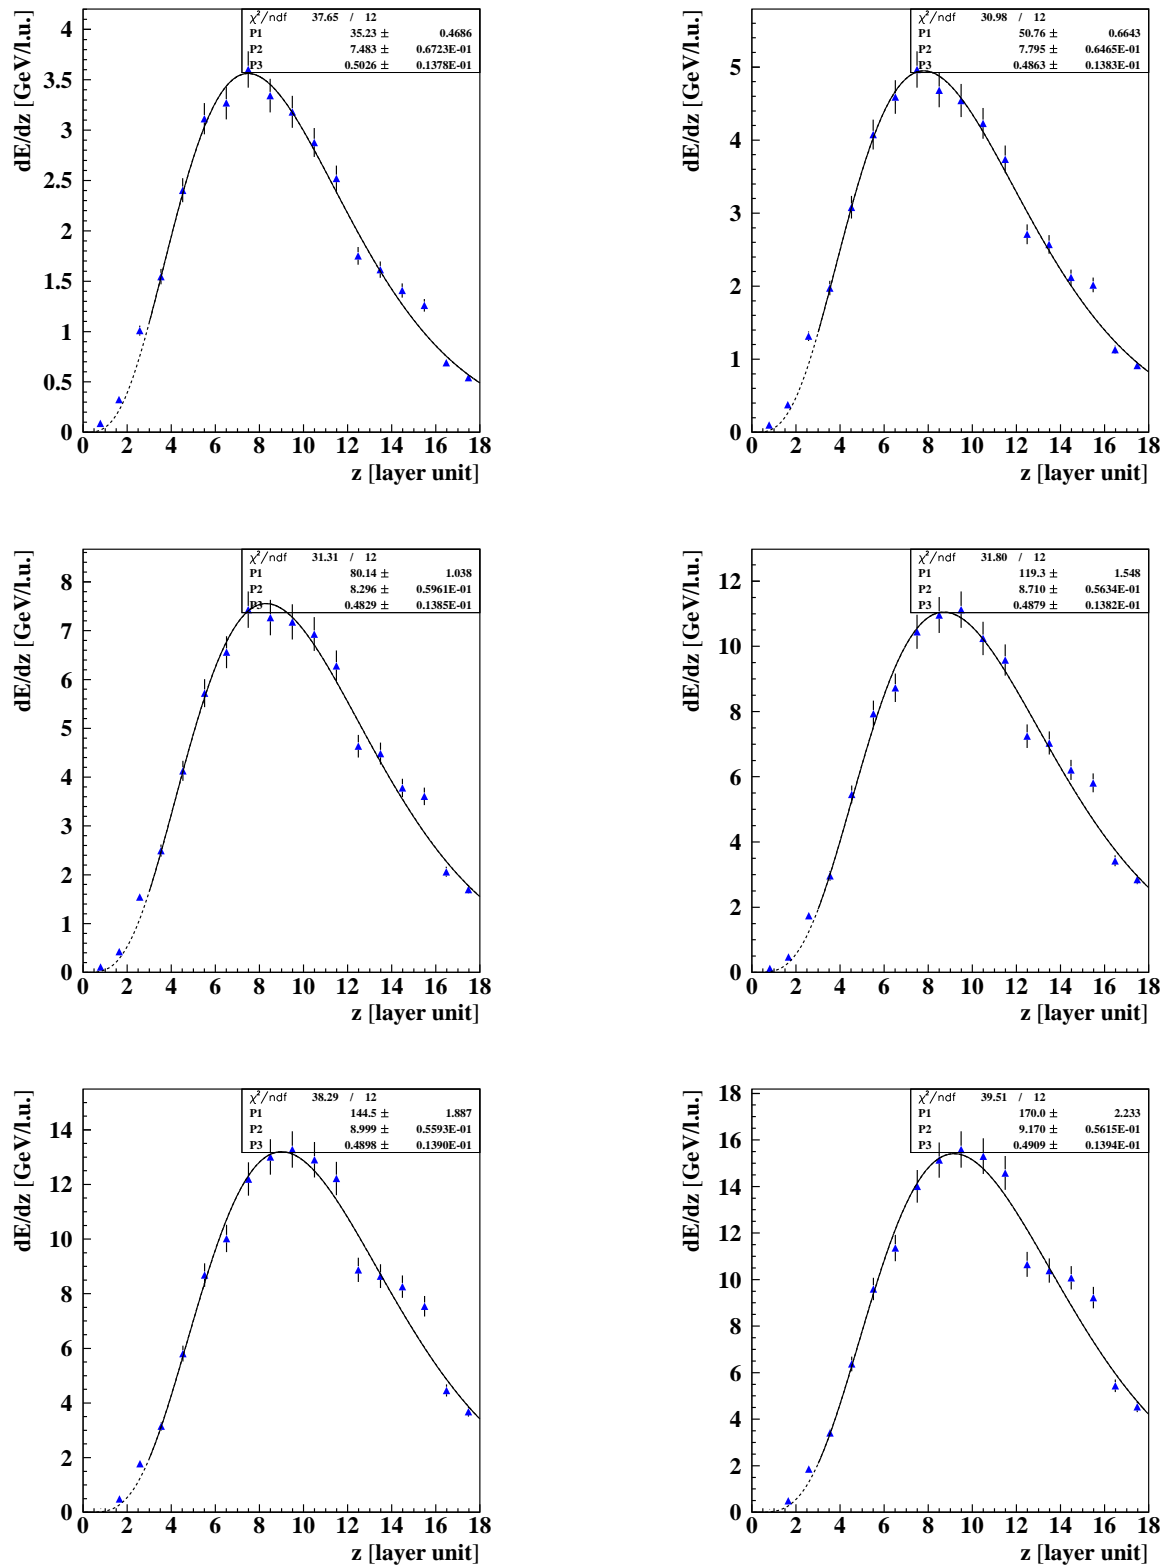 χ²/ndf 37.65 / 12
P1 35.23 ± 0.4686
P2 7.483 ± 0.6723E-01
P3 0.5026 ± 0.1378E-01
dE/dz [GeV/l.u.]
4
3.5
3
2.5
2
1.5
1
0.5
0
0 2 4 6 8 10 12 14 16 18
z [layer unit]
χ²/ndf 30.98 / 12
P1 50.76 ± 0.6643
P2 7.795 ± 0.6465E-01
P3 0.4863 ± 0.1383E-01
dE/dz [GeV/l.u.]
5
4
3
2
1
0
0 2 4 6 8 10 12 14 16 18
z [layer unit]
χ²/ndf 31.31 / 12
P1 80.14 ± 1.038
P2 8.296 ± 0.5961E-01
P3 0.4829 ± 0.1385E-01
dE/dz [GeV/l.u.]
8
7
6
5
4
3
2
1
0
0 2 4 6 8 10 12 14 16 18
z [layer unit]
χ²/ndf 31.80 / 12
P1 119.3 ± 1.548
P2 8.710 ± 0.5634E-01
P3 0.4879 ± 0.1382E-01
dE/dz [GeV/l.u.]
12
10
8
6
4
2
0
0 2 4 6 8 10 12 14 16 18
z [layer unit]
χ²/ndf 38.29 / 12
P1 144.5 ± 1.887
P2 8.999 ± 0.5593E-01
P3 0.4898 ± 0.1390E-01
dE/dz [GeV/l.u.]
14
12
10
8
6
4
2
0
0 2 4 6 8 10 12 14 16 18
z [layer unit]
χ²/ndf 39.51 / 12
P1 170.0 ± 2.233
P2 9.170 ± 0.5615E-01
P3 0.4909 ± 0.1394E-01
dE/dz [GeV/l.u.]
18
16
14
12
10
8
6
4
2
0
0 2 4 6 8 10 12 14 16 18
z [layer unit]